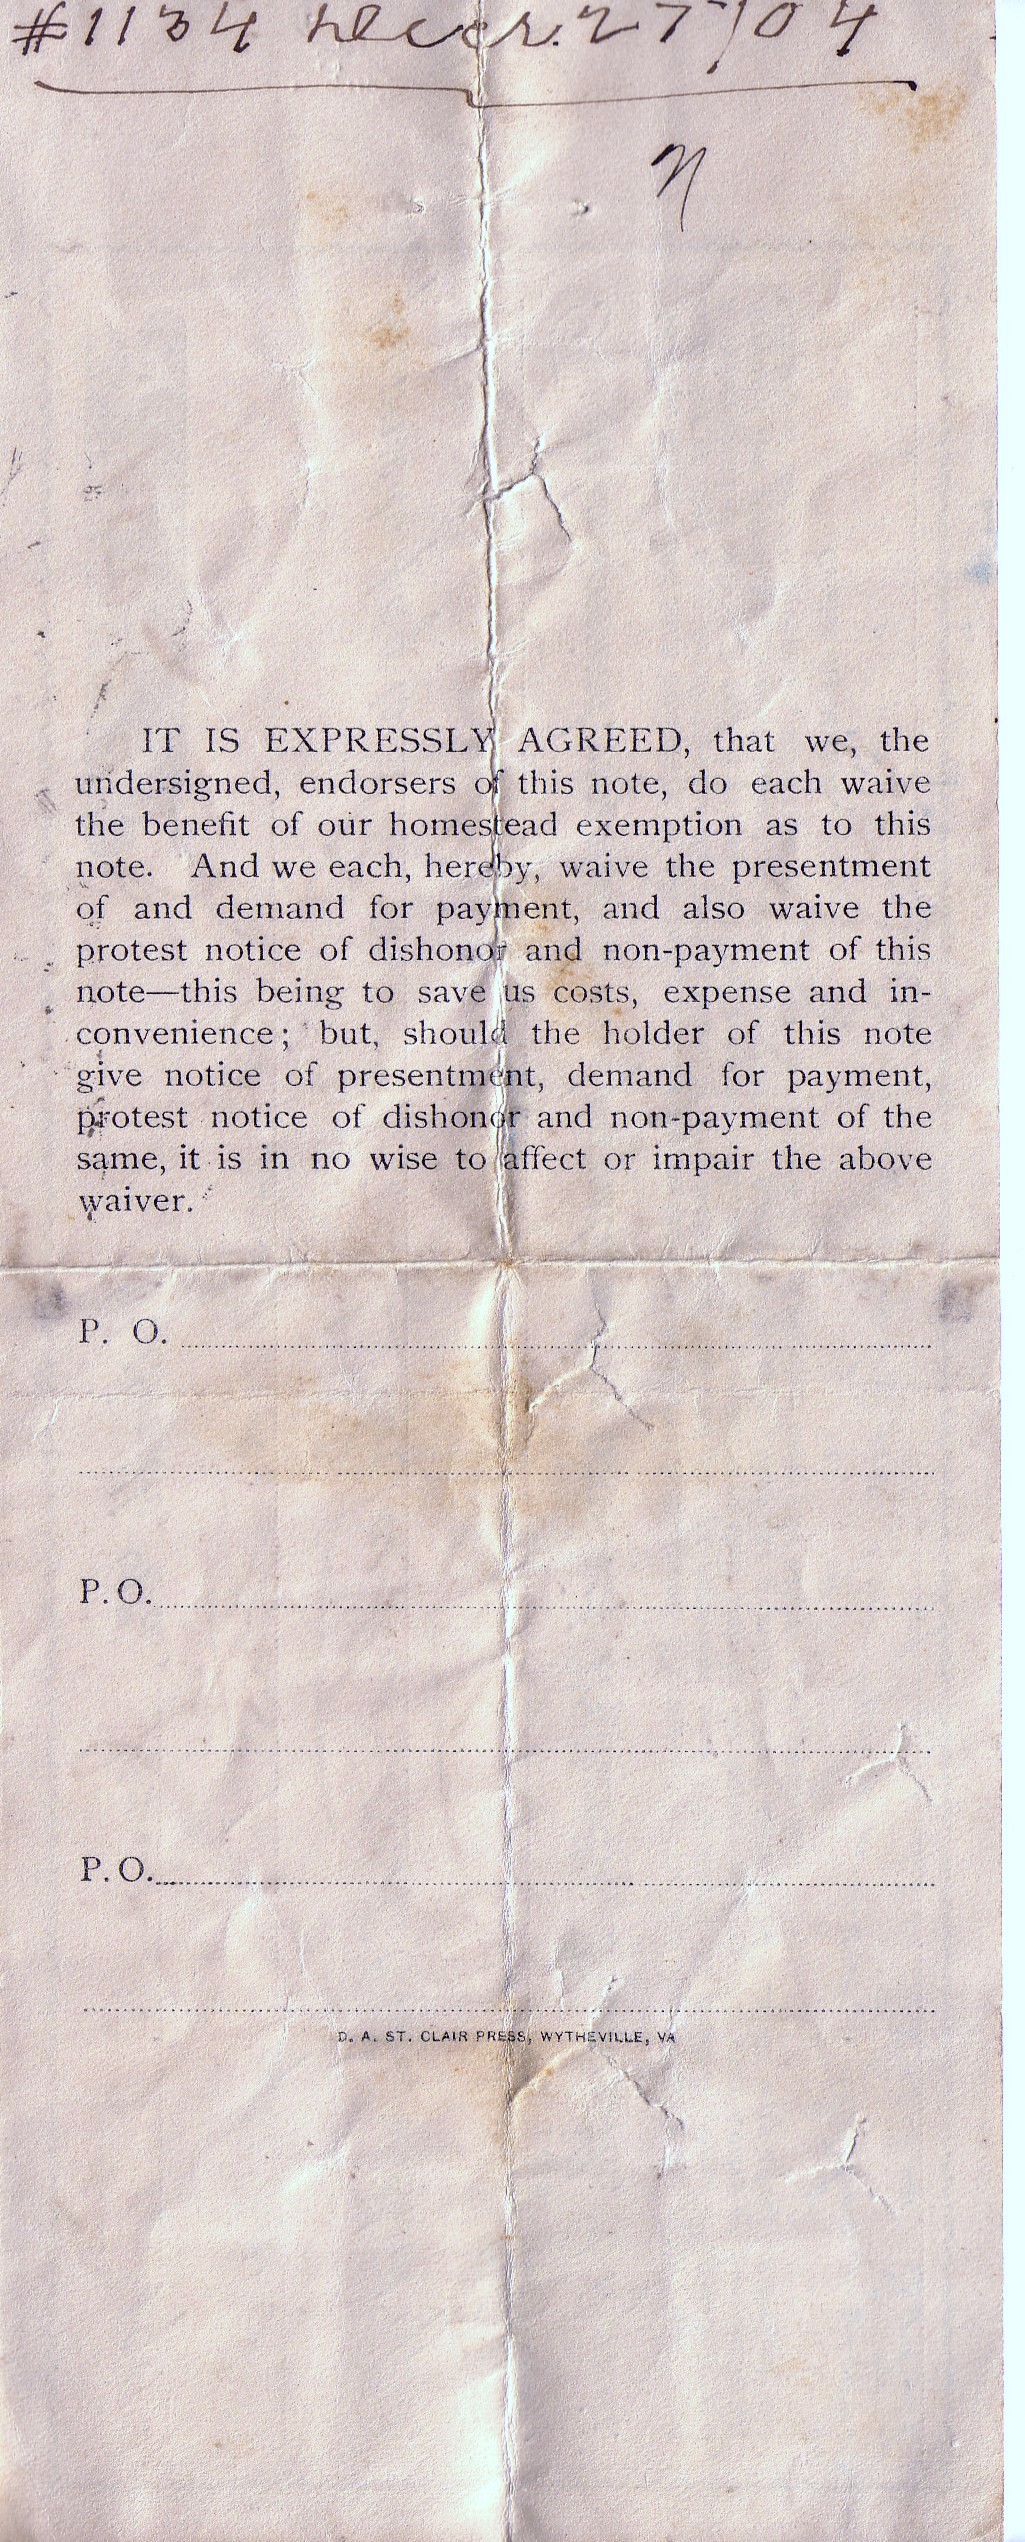 #1134 Decr. 27/04
n
IT IS EXPRESSLY AGREED, that we, the
undersigned, endorsers of this note, do each waive
the benefit of our homestead exemption as to this
note. And we each, hereby, waive the presentment
of and demand for payment, and also waive the
protest notice of dishonor and non-payment of this
note—this being to save us costs, expense and in-
convenience; but, should the holder of this note
give notice of presentment, demand for payment,
protest notice of dishonor and non-payment of the
same, it is in no wise to affect or impair the above
waiver.
P. O.
P. O.
P. O.
D. A. ST. CLAIR PRESS, WYTHEVILLE, VA